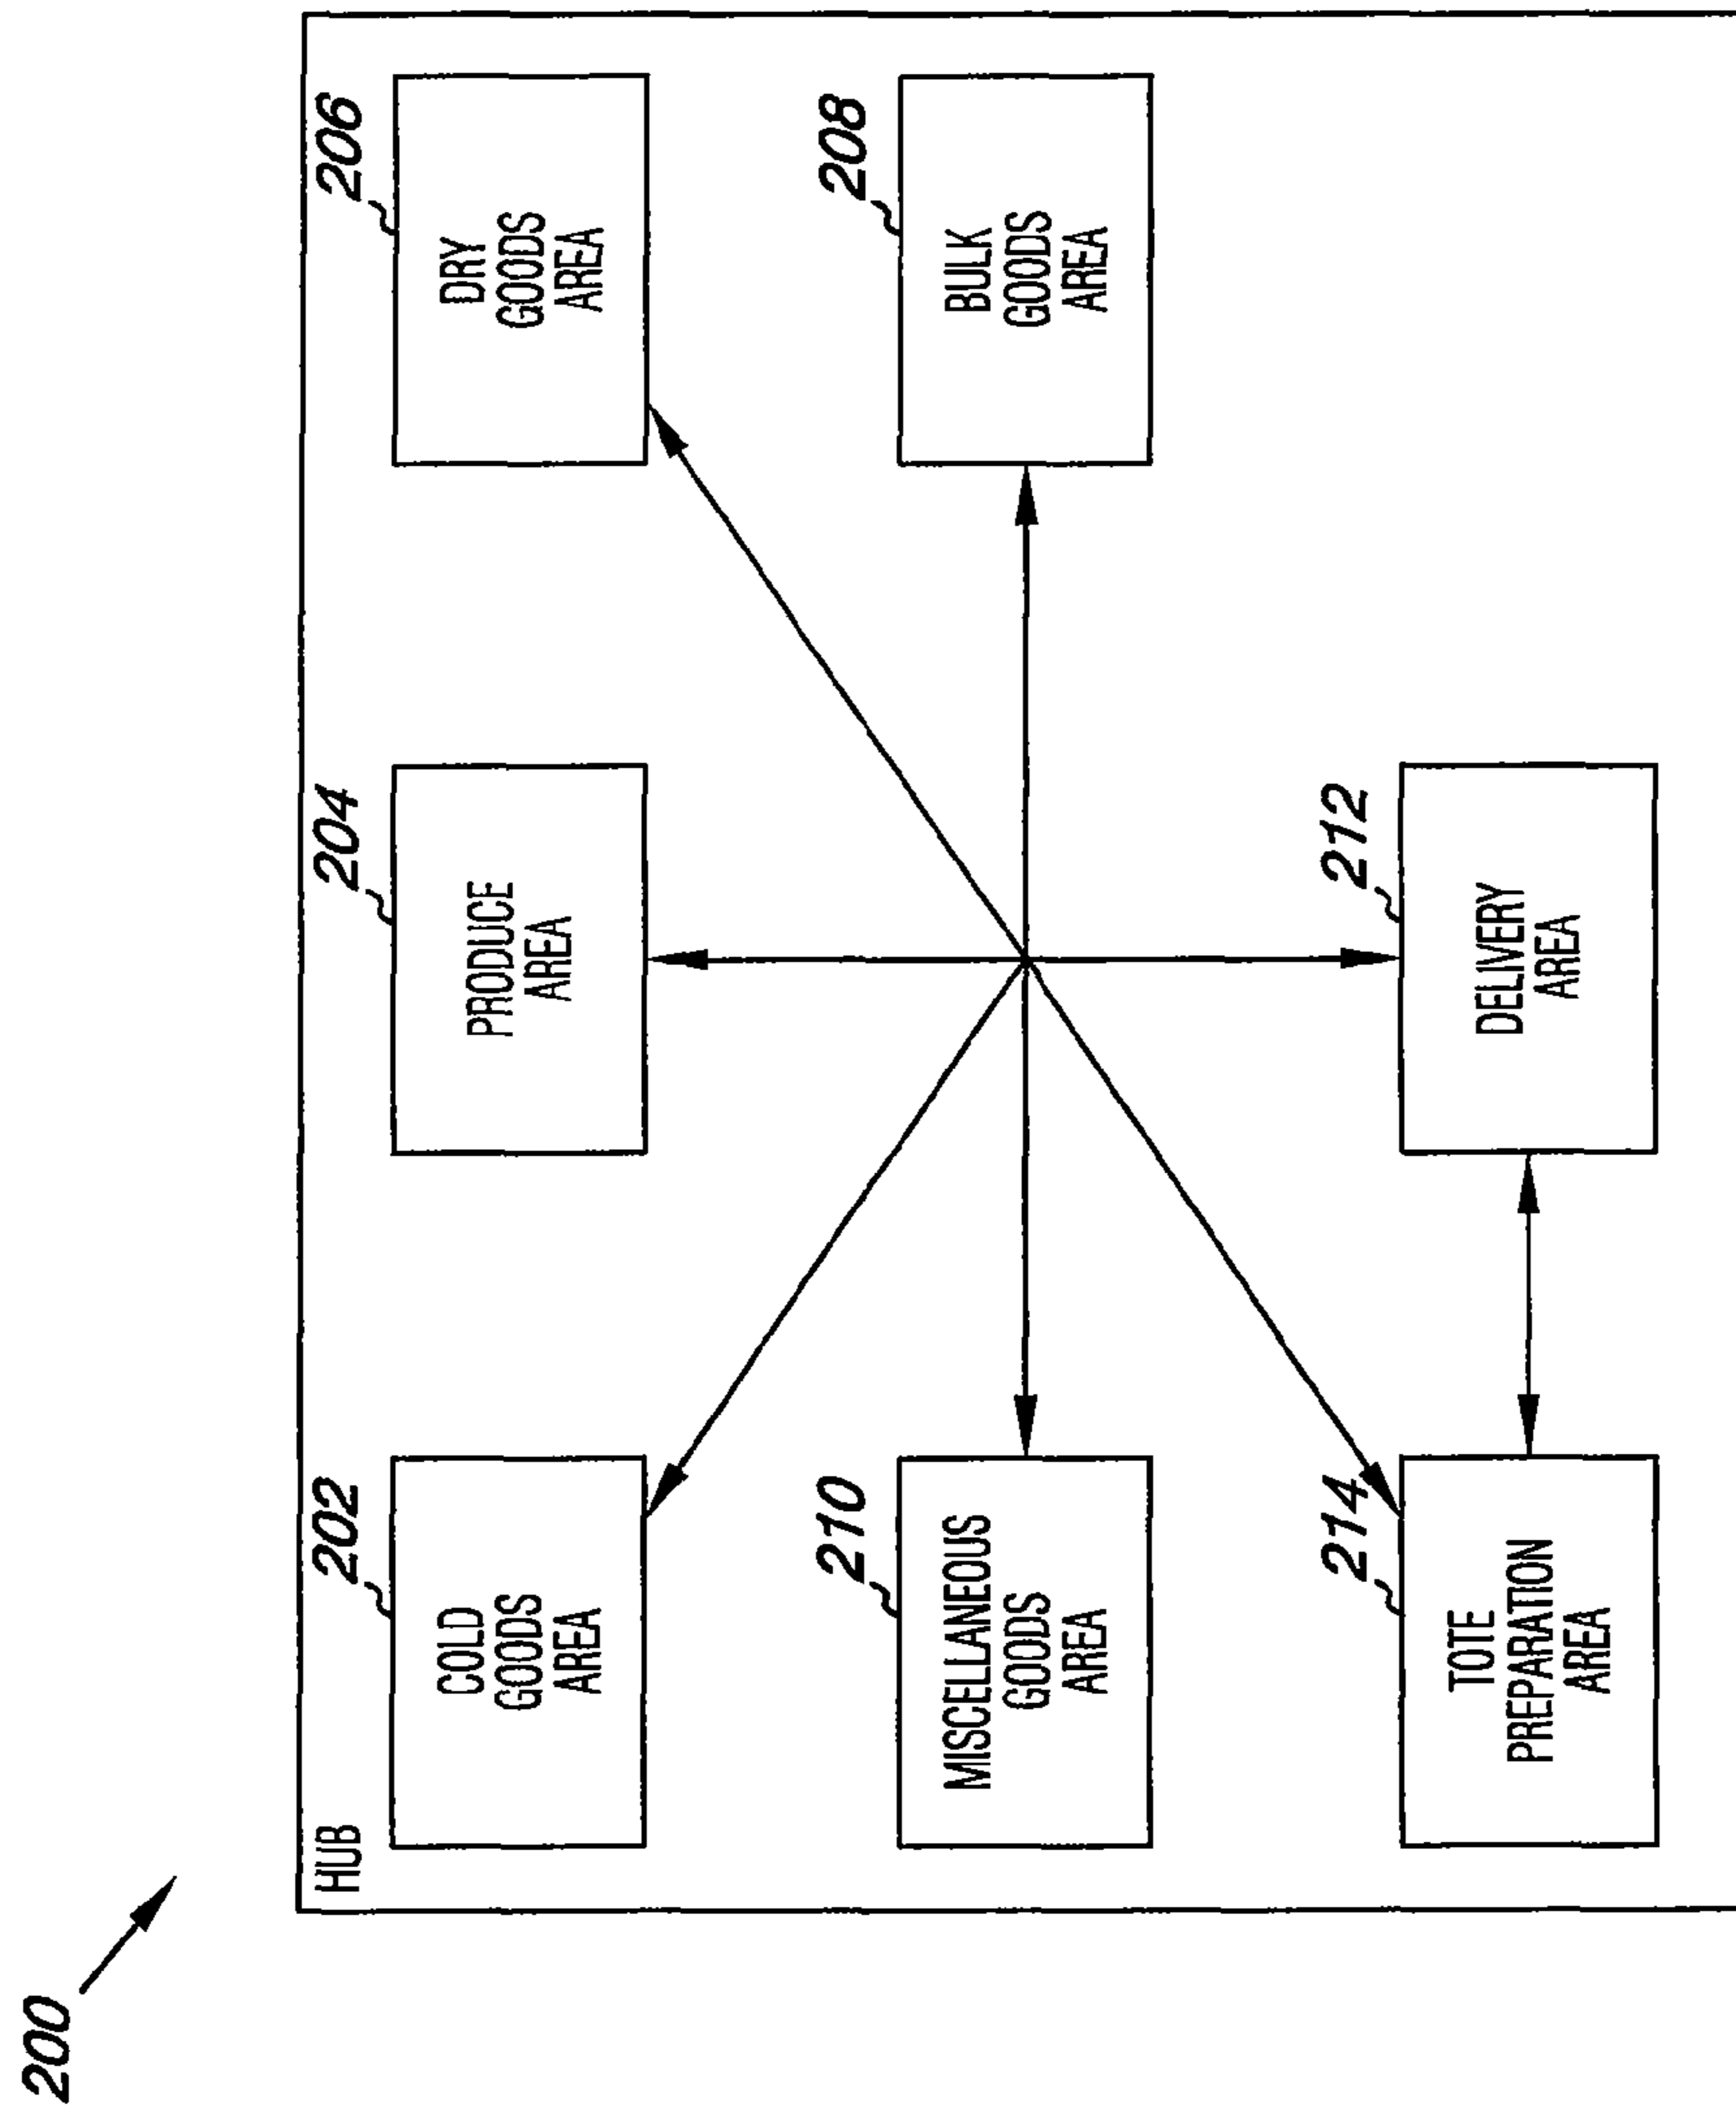 200
HUB
202
COLD
GOODS
AREA
204
PRODUCE
AREA
206
DRY
GOODS
AREA
210
MISCELLANEOUS
GOODS
AREA
208
BULK
GOODS
AREA
214
TOTE
PREPARATION
AREA
212
DELIVERY
AREA